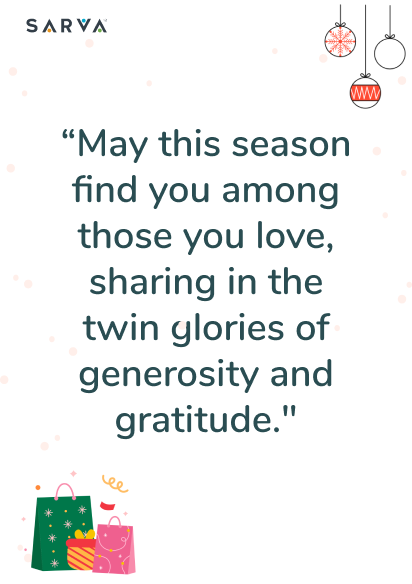 SARVA
“May this season
find you among
those you love,
sharing in the
twin glories of
generosity and
gratitude."